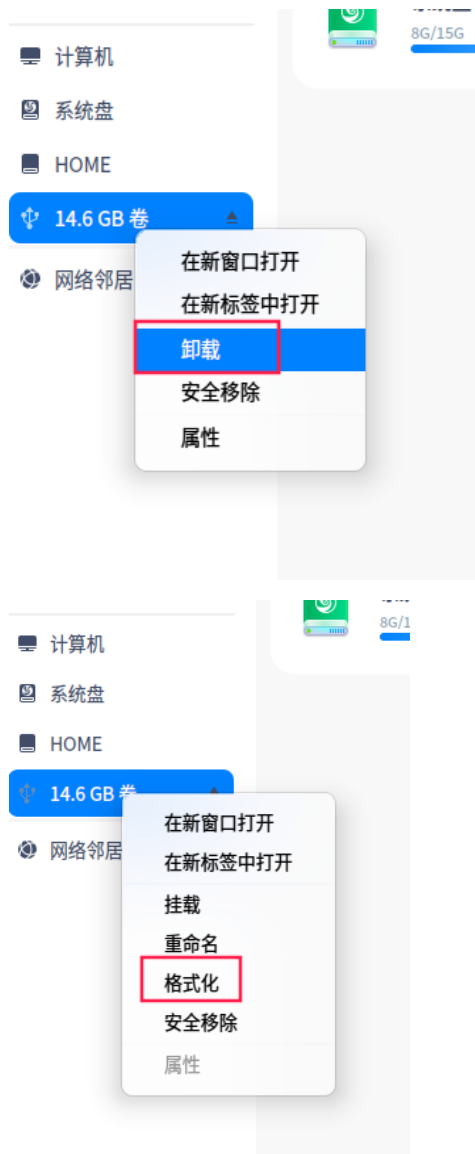 8G/15G
计算机
系统盘
HOME
14.6 GB 卷
网络邻居
在新窗口打开
在新标签中打开
卸载
安全移除
属性
8G/1
计算机
系统盘
HOME
14.6 GB 卷
网络邻居
在新窗口打开
在新标签中打开
挂载
重命名
格式化
安全移除
属性